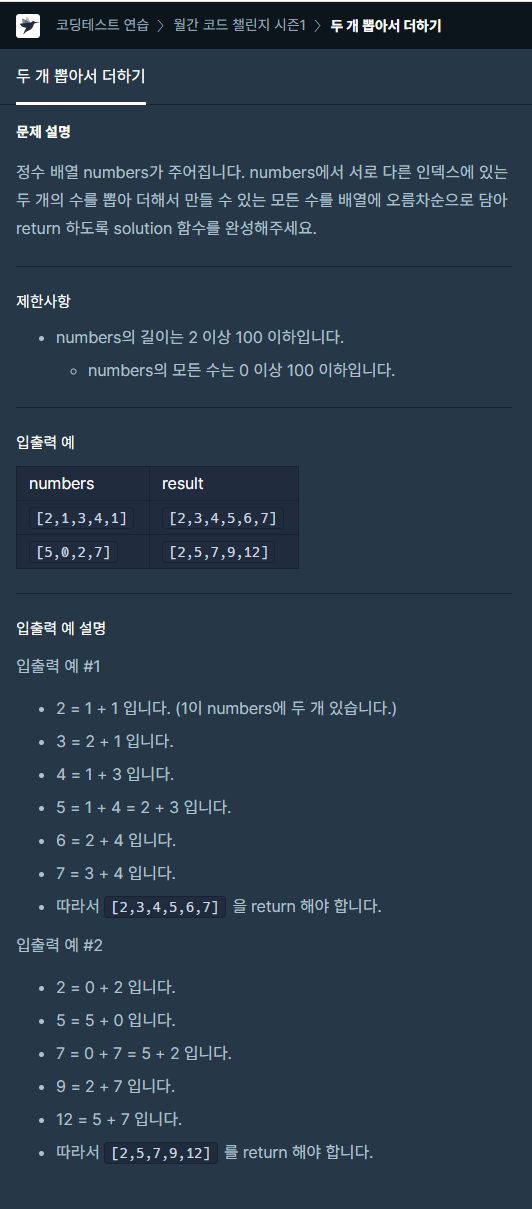 코딩테스트 연습 > 월간 코드 챌린지 시즌1 > 두 개 뽑아서 더하기
두 개 뽑아서 더하기
문제 설명
정수 배열 numbers가 주어집니다. numbers에서 서로 다른 인덱스에 있는
두 개의 수를 뽑아 더해서 만들 수 있는 모든 수를 배열에 오름차순으로 담아
return 하도록 solution 함수를 완성해주세요.
제한사항
• numbers의 길이는 2 이상 100 이하입니다.
◦ numbers의 모든 수는 0 이상 100 이하입니다.
입출력 예
numbers result
[2,1,3,4,1] [2,3,4,5,6,7]
[5,0,2,7] [2,5,7,9,12]
입출력 예 설명
입출력 예 #1
• 2 = 1 + 1 입니다. (1이 numbers에 두 개 있습니다.)
• 3 = 2 + 1 입니다.
• 4 = 1 + 3 입니다.
• 5 = 1 + 4 = 2 + 3 입니다.
• 6 = 2 + 4 입니다.
• 7 = 3 + 4 입니다.
• 따라서 [2,3,4,5,6,7] 을 return 해야 합니다.
입출력 예 #2
• 2 = 0 + 2 입니다.
• 5 = 5 + 0 입니다.
• 7 = 0 + 7 = 5 + 2 입니다.
• 9 = 2 + 7 입니다.
• 12 = 5 + 7 입니다.
• 따라서 [2,5,7,9,12] 를 return 해야 합니다.